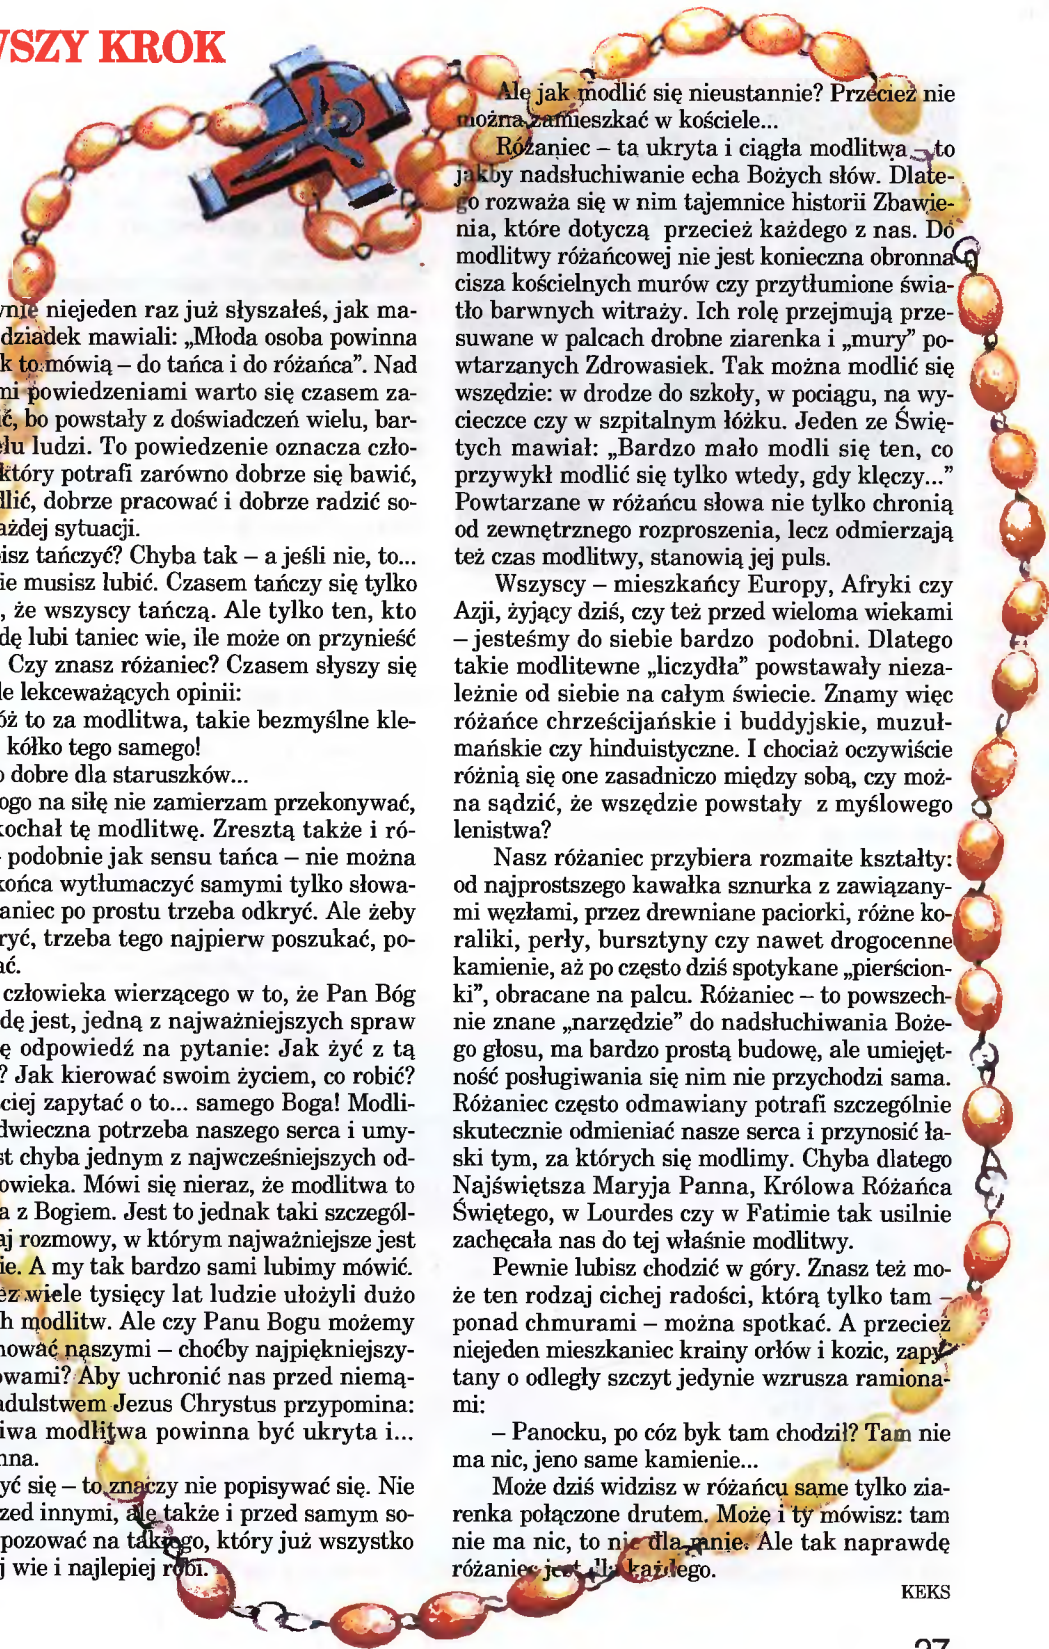 WSZY KROK
niejeden raz już słyszałeś, jak ma-
dziadek mawiali: „Młoda osoba powinna
k to mówią – do tańca i do różańca”. Nad
mi powiedzeniami warto się czasem za-
ić, bo powstały z doświadczeń wielu, bar-
elu ludzi. To powiedzenie oznacza czło-
który potrafi zarówno dobrze się bawić,
dlić, dobrze pracować i dobrze radzić so-
ażdej sytuacji.
isz tańczyć? Chyba tak – a jeśli nie, to...
ie musisz lubić. Czasem tańczy się tylko
, że wszyscy tańczą. Ale tylko ten, kto
dę lubi taniec wie, ile może on przynieść
Czy znasz różaniec? Czasem słyszy się
le lekceważących opinii:
óż to za modlitwa, takie bezmyślne kle-
kółko tego samego!
o dobre dla staruszków...
ogo na siłę nie zamierzam przekonywać,
kochał tę modlitwę. Zresztą także i ró-
podobnie jak sensu tańca – nie można
końca wytłumaczyć samymi tylko słowa-
aniec po prostu trzeba odkryć. Ale żeby
ryć, trzeba tego najpierw poszukać, po-
ać.
człowieka wierzącego w to, że Pan Bóg
dę jest, jedną z najważniejszych spraw
ę odpowiedź na pytanie: Jak żyć z tą
? Jak kierować swoim życiem, co robić?
ciej zapytać o to... samego Boga! Modli-
dwieczna potrzeba naszego serca i umy-
st chyba jednym z najwcześniejszych od-
owieka. Mówi się nieraz, że modlitwa to
a z Bogiem. Jest to jednak taki szczegól-
aj rozmowy, w którym najważniejsze jest
ie. A my tak bardzo sami lubimy mówić.
ez wiele tysięcy lat ludzie ułożyli dużo
h modlitw. Ale czy Panu Bogu możemy
nować naszymi – choćby najpiękniejszy-
owami? Aby uchronić nas przed niemą-
adulstwem Jezus Chrystus przypomina:
iwa modlitwa powinna być ukryta i...
nna.
yć się – to znaczy nie popisywać się. Nie
zed innymi, ale także i przed samym so-
pozować na takiego, który już wszystko
j wie i najlepiej robi.
Ale jak modlić się nieustannie? Przecież nie
można zamieszkać w kościele...
Różaniec – ta ukryta i ciągła modlitwa – to
jakby nadsłuchiwanie echa Bożych słów. Dlate-
go rozważa się w nim tajemnice historii Zbawie-
nia, które dotyczą przecież każdego z nas. Do
modlitwy różańcowej nie jest konieczna obronna
cisza kościelnych murów czy przytłumione świa-
tło barwnych witraży. Ich rolę przejmują prze-
suwane w palcach drobne ziarenka i „mury” po-
wtarzanych Zdrowasiek. Tak można modlić się
wszędzie: w drodze do szkoły, w pociągu, na wy-
cieczce czy w szpitalnym łóżku. Jeden ze Świę-
tych mawiał: „Bardzo mało modli się ten, co
przywykł modlić się tylko wtedy, gdy klęczy...”
Powtarzane w różańcu słowa nie tylko chronią
od zewnętrznego rozproszenia, lecz odmierzają
też czas modlitwy, stanowią jej puls.
Wszyscy – mieszkańcy Europy, Afryki czy
Azji, żyjący dziś, czy też przed wieloma wiekami
– jesteśmy do siebie bardzo podobni. Dlatego
takie modlitewne „liczydła” powstawały nieza-
leżnie od siebie na całym świecie. Znamy więc
różańce chrześcijańskie i buddyjskie, muzuł-
mańskie czy hinduistyczne. I chociaż oczywiście
różnią się one zasadniczo między sobą, czy moż-
na sądzić, że wszędzie powstały z myślowego
lenistwa?
Nasz różaniec przybiera rozmaite kształty:
od najprostszego kawałka sznurka z zawiązany-
mi węzłami, przez drewniane paciorki, różne ko-
raliki, perły, bursztyny czy nawet drogocenne
kamienie, aż po często dziś spotykane „pierścion-
ki”, obracane na palcu. Różaniec – to powszech-
nie znane „narzędzie” do nadsłuchiwania Boże-
go głosu, ma bardzo prostą budowę, ale umiejęt-
ność posługiwania się nim nie przychodzi sama.
Różaniec często odmawiany potrafi szczególnie
skutecznie odmieniać nasze serca i przynosić ła-
ski tym, za których się modlimy. Chyba dlatego
Najświętsza Maryja Panna, Królowa Różańca
Świętego, w Lourdes czy w Fatimie tak usilnie
zachęcała nas do tej właśnie modlitwy.
Pewnie lubisz chodzić w góry. Znasz też mo-
że ten rodzaj cichej radości, którą tylko tam –
ponad chmurami – można spotkać. A przecież
niejeden mieszkaniec krainy orłów i kozic, zapy-
tany o odległy szczyt jedynie wzrusza ramiona-
mi:
– Panocku, po cóz byk tam chodził? Tam nie
ma nic, jeno same kamienie...
Może dziś widzisz w różańcu same tylko zia-
renka połączone drutem. Może i ty mówisz: tam
nie ma nic, to nic dla mnie. Ale tak naprawdę
różaniec jest dla każdego.
KEKS